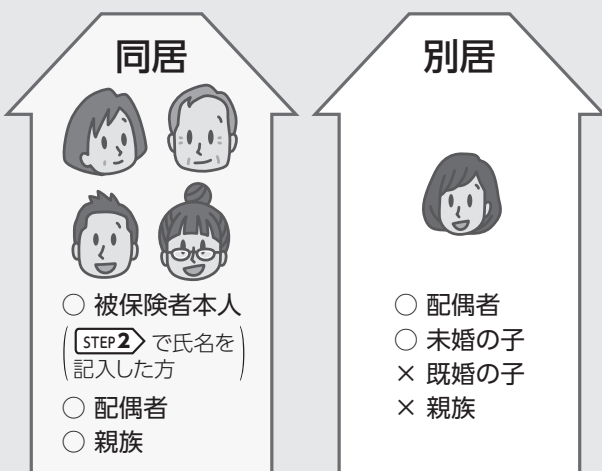 同居
○ 被保険者本人
(STEP2 で氏名を
記入した方)
○ 配偶者
○ 親族
別居
○ 配偶者
○ 未婚の子
× 既婚の子
× 親族